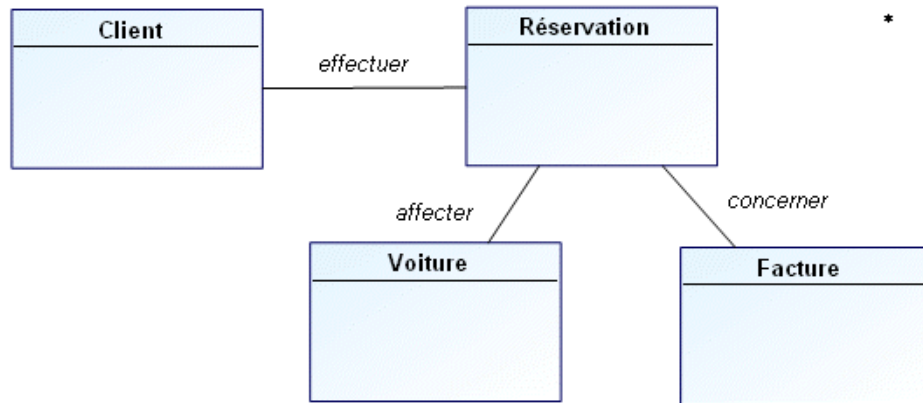 Client
Réservation
*
effectuer
affecter
concerner
Voiture
Facture